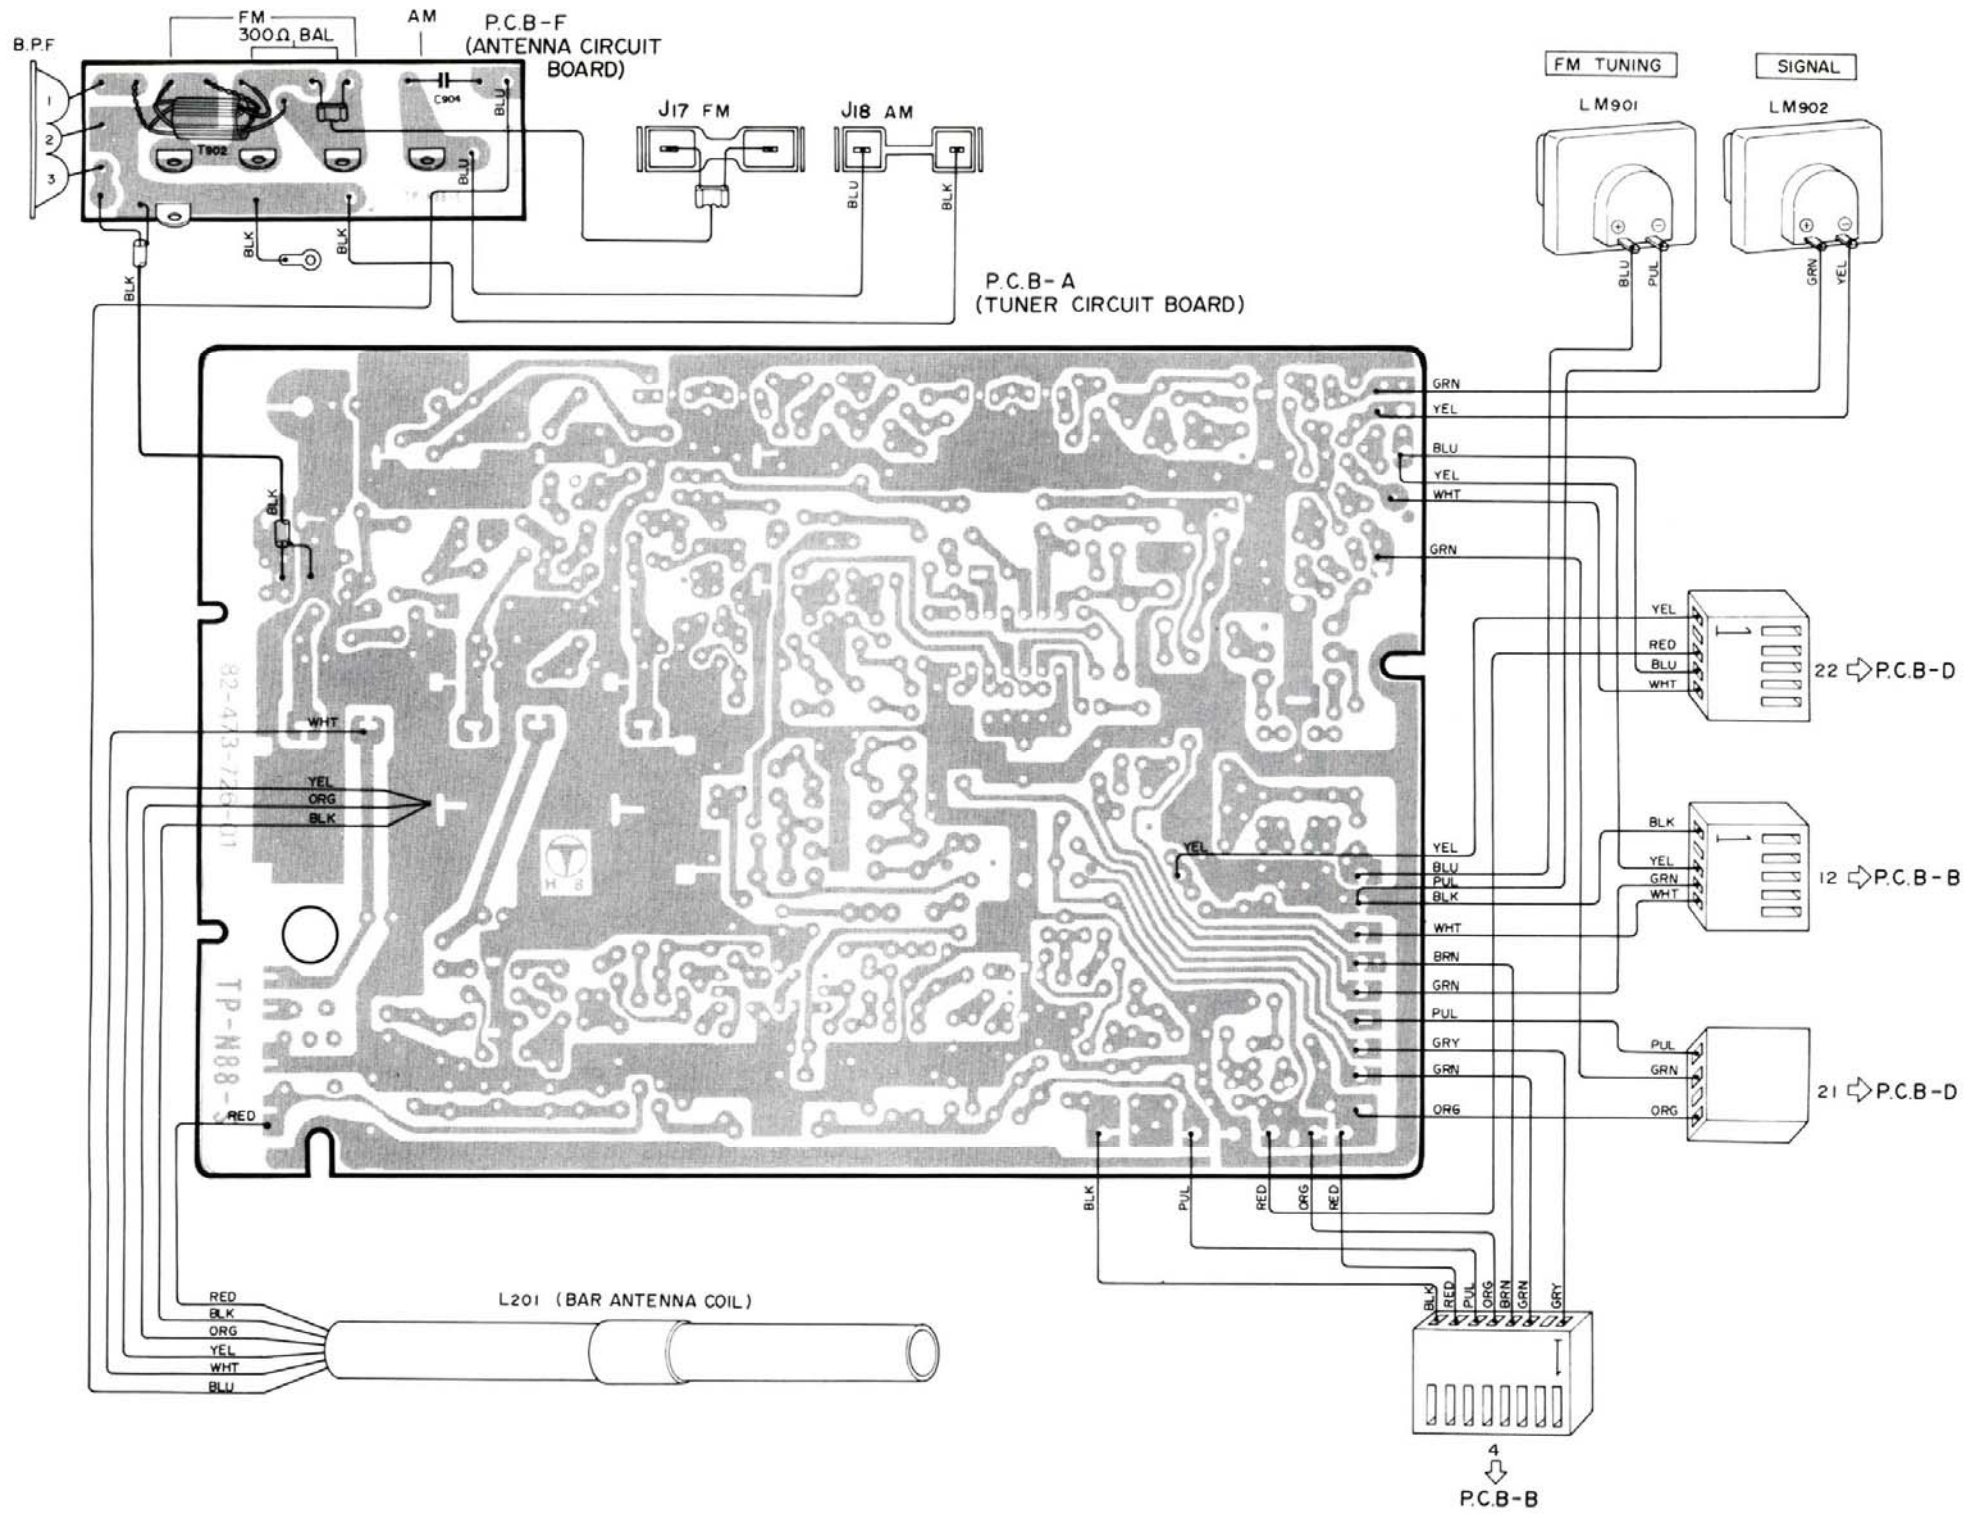 FM
AM
300Ω BAL
B.P.F
P.C.B-F
(ANTENNA CIRCUIT
BOARD)
1
2
3
T902
C904
BLU
BLU
BLK
BLK
BLK
J17 FM
J18 AM
BLU
BLK
P.C.B-A
(TUNER CIRCUIT BOARD)
FM TUNING
SIGNAL
LM901
LM902
+
−
+
−
BLU
PUL
GRN
YEL
GRN
YEL
BLU
YEL
WHT
GRN
BLK
YEL
RED
BLU
WHT
22 ⇨ P.C.B-D
82-473-726-01
WHT
YEL
ORG
BLK
H 8
YEL
YEL
BLU
PUL
BLK
WHT
BRN
GRN
PUL
GRY
GRN
ORG
BLK
YEL
GRN
WHT
12 ⇨ P.C.B-B
PUL
GRN
ORG
21 ⇨ P.C.B-D
TP-N88-
RED
BLK
PUL
RED
ORG
RED
RED
BLK
ORG
YEL
WHT
BLU
L201 (BAR ANTENNA COIL)
BLK
RED
PUL
ORG
BRN
GRN
GRY
4
⇩
P.C.B-B